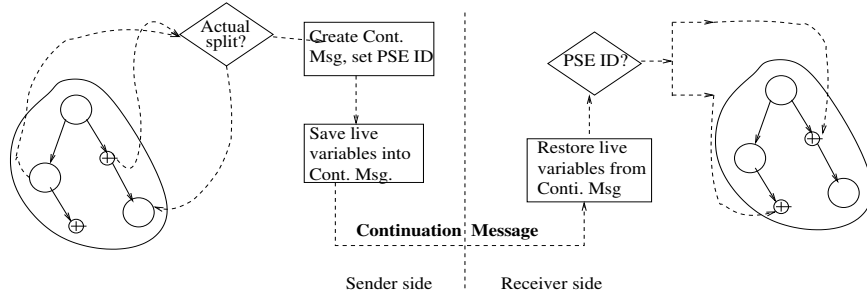 Actual
split?
Create Cont.
Msg, set PSE ID
Save live
variables into
Cont. Msg.
PSE ID?
Restore live
variables from
Conti. Msg
Continuation Message
Sender side
Receiver side